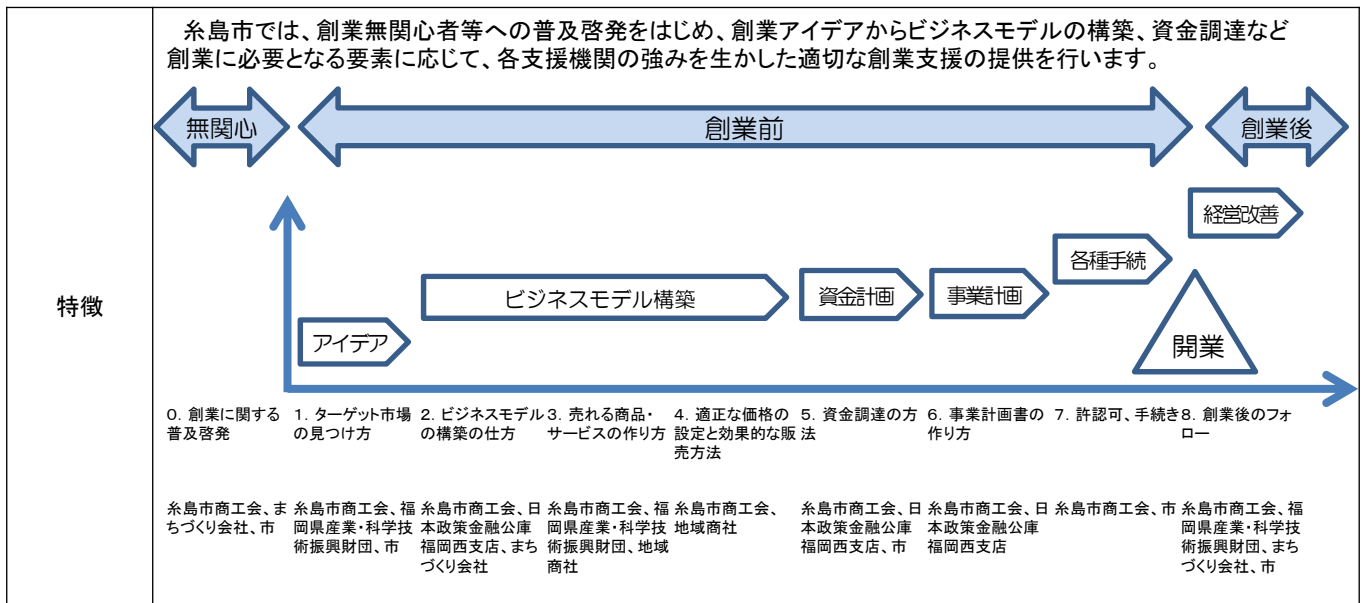 糸島市では、創業無関心者等への普及啓発をはじめ、創業アイデアからビジネスモデルの構築、資金調達など
創業に必要となる要素に応じて、各支援機関の強みを生かした適切な創業支援の提供を行います。
無関心
創業前
創業後
経営改善
各種手続
ビジネスモデル構築
資金計画
事業計画
特徴
アイデア
開業
0. 創業に関する
普及啓発
1. ターゲット市場
の見つけ方
2. ビジネスモデル
の構築の仕方
3. 売れる商品・
サービスの作り方
4. 適正な価格の
設定と効果的な販
売方法
5. 資金調達の方
法
6. 事業計画書の
作り方
7. 許認可、手続き
8. 創業後のフォ
ロー
糸島市商工会、ま
ちづくり会社、市
糸島市商工会、福
岡県産業・科学技
術振興財団、市
糸島市商工会、日
本政策金融公庫
福岡西支店、まち
づくり会社
糸島市商工会、福
岡県産業・科学技
術振興財団、地域
商社
糸島市商工会、
地域商社
糸島市商工会、日
本政策金融公庫
福岡西支店、市
糸島市商工会、日
本政策金融公庫
福岡西支店
糸島市商工会、市
糸島市商工会、福
岡県産業・科学技
術振興財団、まち
づくり会社、市